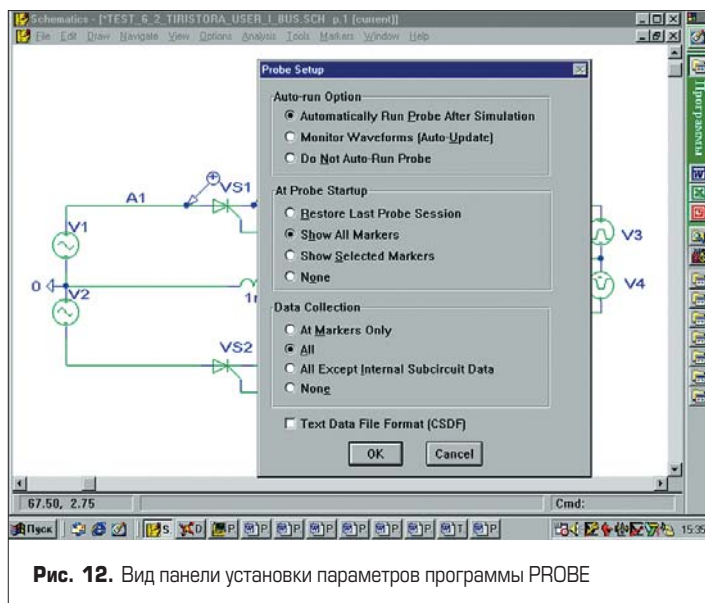 Schematics - [*TEST_6_2_TIRISTORA_USER_I_BUS.SCH p.1 (current)]
File Edit Draw Navigate View Options Analysis Tools Markers Window Help
Probe Setup
Auto-run Option
Automatically Run Probe After Simulation
Monitor Waveforms (Auto-Update)
Do Not Auto-Run Probe
At Probe Startup
Restore Last Probe Session
Show All Markers
Show Selected Markers
None
Data Collection
At Markers Only
All
All Except Internal Subcircuit Data
None
Text Data File Format (CSDF)
OK Cancel
A1
VS1
V1
0
V2
1
VS2
V3
V4
Программы
67.50, 2.75 Cmd:
Пуск S. D P P P P P P T P 15:35
Рис. 12. Вид панели установки параметров программы PROBE